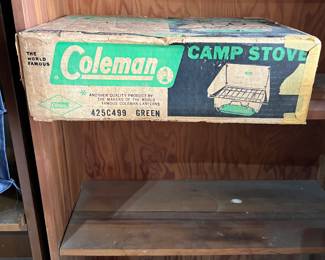 THE
WORLD
FAMOUS
Coleman
CAMP STOVE
ANOTHER QUALITY PRODUCT BY
THE MAKERS OF THE WORLD
FAMOUS COLEMAN LANTERNS
425C499 GREEN